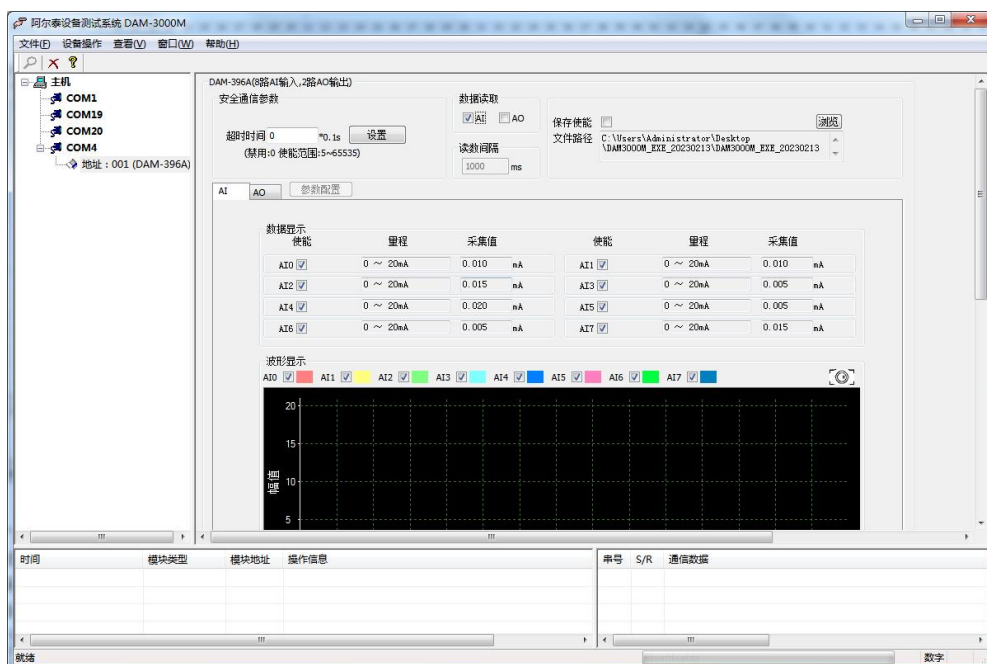 阿尔泰设备测试系统 DAM-3000M
文件(F) 设备操作 查看(V) 窗口(W) 帮助(H)
主机
COM1
COM19
COM20
COM4
地址：001 (DAM-396A)
DAM-396A(8路AI输入,2路AO输出)
安全通信参数
超时时间 0 *0.1s 设置
(禁用:0 使能范围:5~65535)
数据读取
AI AO
读数间隔
1000 ms
保存使能 浏览
文件路径 C:\Users\Administrator\Desktop
\DAM3000M_EXE_20230213\DAM3000M_EXE_20230213
AI AO 参数配置
数据显示
使能 量程 采集值 使能 量程 采集值
AI0 0 ～ 20mA 0.010 mA AI1 0 ～ 20mA 0.010 mA
AI2 0 ～ 20mA 0.015 mA AI3 0 ～ 20mA 0.005 mA
AI4 0 ～ 20mA 0.020 mA AI5 0 ～ 20mA 0.005 mA
AI6 0 ～ 20mA 0.005 mA AI7 0 ～ 20mA 0.015 mA
波形显示
AI0 AI1 AI2 AI3 AI4 AI5 AI6 AI7
20
15
幅值
10
5
时间 模块类型 模块地址 操作信息 串号 S/R 通信数据
就绪 数字